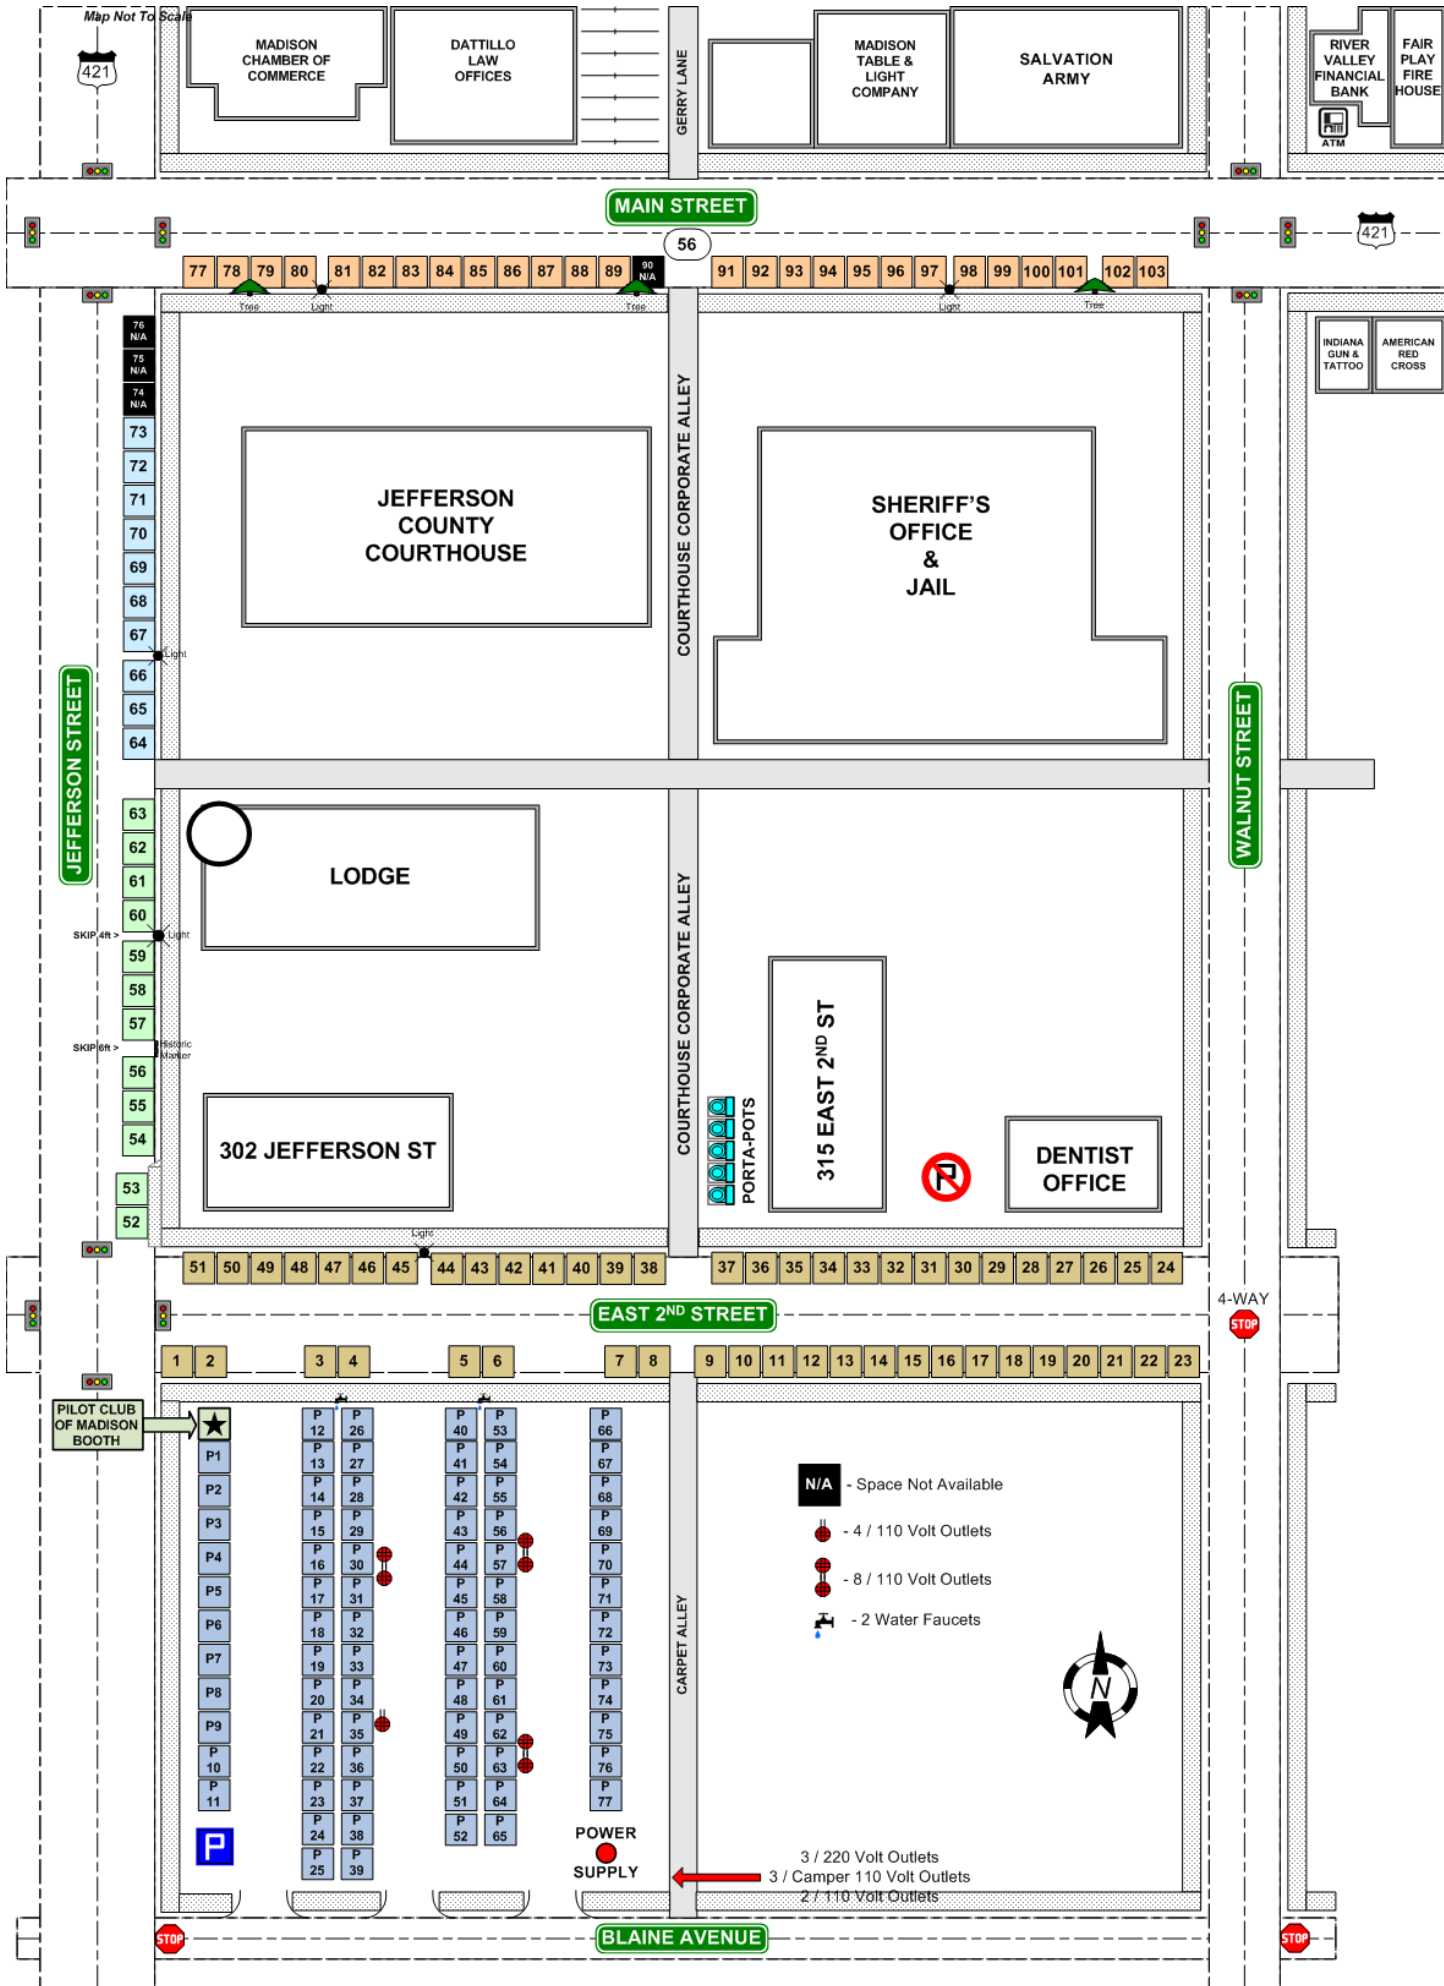 Map Not To Scale
421
MADISON
CHAMBER OF
COMMERCE
DATTILO
LAW
OFFICES
GERRY LANE
MADISON
TABLE &
LIGHT
COMPANY
SALVATION
ARMY
RIVER
VALLEY
FINANCIAL
BANK
ATM
FAIR
PLAY
FIRE
HOUSE
MAIN STREET
56
421
77 78 79 80 81 82 83 84 85 86 87 88 89 90 N/A 91 92 93 94 95 96 97 98 99 100 101 102 103
Tree Light Tree Light Tree
76
N/A
75
N/A
74
N/A
73
72
71
70
69
68
67
Light
66
65
64
JEFFERSON
COUNTY
COURTHOUSE
COURTHOUSE CORPORATE ALLEY
SHERIFF'S
OFFICE
&
JAIL
INDIANA
GUN &
TATTOO
AMERICAN
RED
CROSS
JEFFERSON STREET
WALNUT STREET
63
62
61
60
SKIP 4ft >
Light
59
58
57
SKIP 6ft >
Historic
Marker
56
55
54
53
52
LODGE
302 JEFFERSON ST
COURTHOUSE CORPORATE ALLEY
PORTA-POTS
315 EAST 2ND ST
P
DENTIST
OFFICE
Light
51 50 49 48 47 46 45 44 43 42 41 40 39 38 37 36 35 34 33 32 31 30 29 28 27 26 25 24
EAST 2ND STREET
4-WAY
STOP
1 2 3 4 5 6 7 8 9 10 11 12 13 14 15 16 17 18 19 20 21 22 23
PILOT CLUB
OF MADISON
BOOTH
P1
P2
P3
P4
P5
P6
P7
P8
P9
P 10
P 11
P
P 12 P 26
P 13 P 27
P 14 P 28
P 15 P 29
P 16 P 30
P 17 P 31
P 18 P 32
P 19 P 33
P 20 P 34
P 21 P 35
P 22 P 36
P 23 P 37
P 24 P 38
P 25 P 39
P 40 P 53
P 41 P 54
P 42 P 55
P 43 P 56
P 44 P 57
P 45 P 58
P 46 P 59
P 47 P 60
P 48 P 61
P 49 P 62
P 50 P 63
P 51 P 64
P 52 P 65
P 66
P 67
P 68
P 69
P 70
P 71
P 72
P 73
P 74
P 75
P 76
P 77
POWER
SUPPLY
CARPET ALLEY
N/A - Space Not Available
- 4 / 110 Volt Outlets
- 8 / 110 Volt Outlets
- 2 Water Faucets
N
3 / 220 Volt Outlets
3 / Camper 110 Volt Outlets
2 / 110 Volt Outlets
STOP
BLAINE AVENUE
STOP